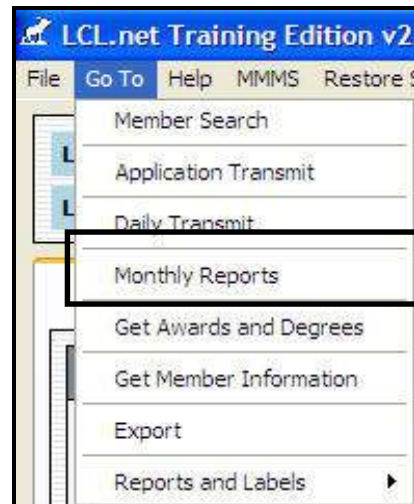 LCL.net Training Edition v2
File Go To Help MMMS Restore S
Member Search
Application Transmit
Daily Transmit
Monthly Reports
Get Awards and Degrees
Get Member Information
Export
Reports and Labels
L
L